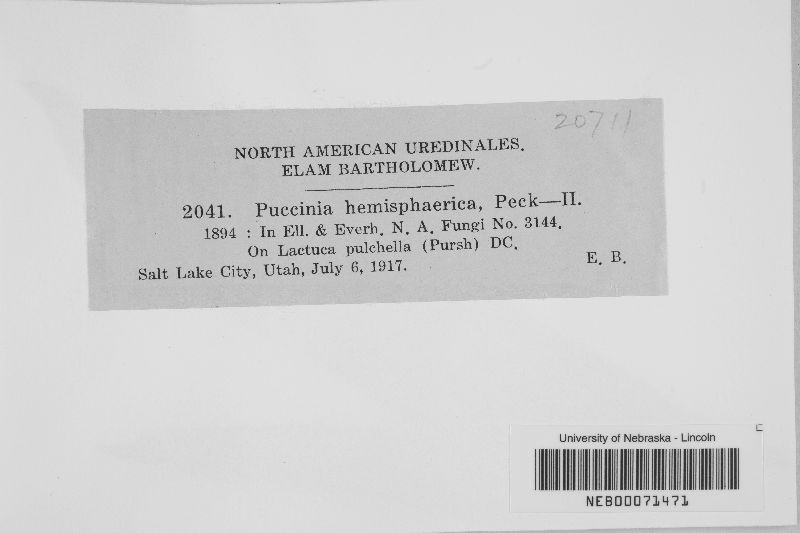 20711
NORTH AMERICAN UREDINALES.
ELAM BARTHOLOMEW.
2041. Puccinia hemisphaerica, Peck—II.
1894 : In Ell. & Everh. N. A. Fungi No. 3144.
On Lactuca pulchella (Pursh) DC.
Salt Lake City, Utah, July 6, 1917. E. B.
University of Nebraska - Lincoln
NEB00071471